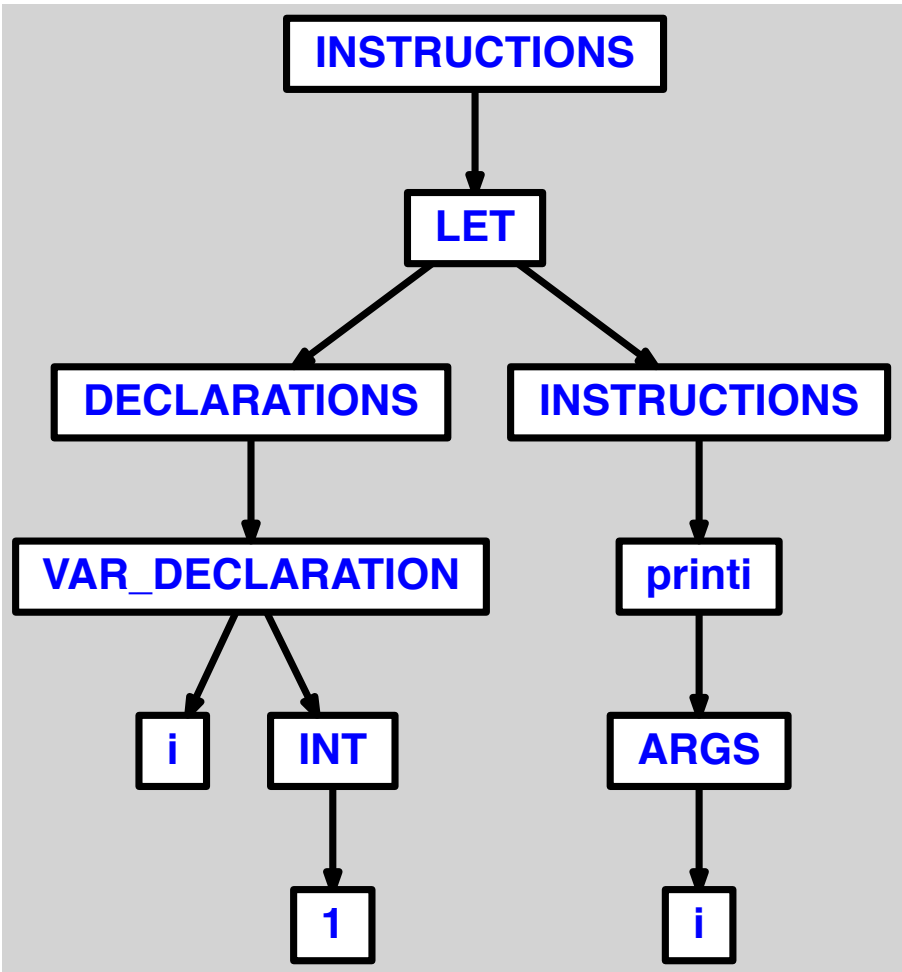 INSTRUCTIONS
LET
DECLARATIONS INSTRUCTIONS
VAR_DECLARATION printi
i INT ARGS
1 i